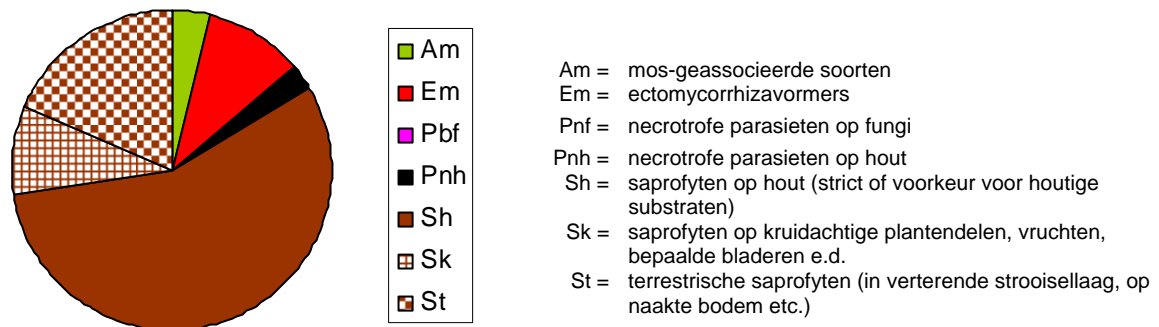 Am
Em
Pbf
Pnh
Sh
Sk
St
Am = mos-geassocieerde soorten
Em = ectomycorrhizavormers
Pnf = necrotrofe parasieten op fungi
Pnh = necrotrofe parasieten op hout
Sh = saprofyten op hout (strict of voorkeur voor houtige
substraten)
Sk = saprofyten op kruidachtige plantendelen, vruchten,
bepaalde bladeren e.d.
St = terrestrische saprofyten (in verterende strooisellaag, op
naakte bodem etc.)